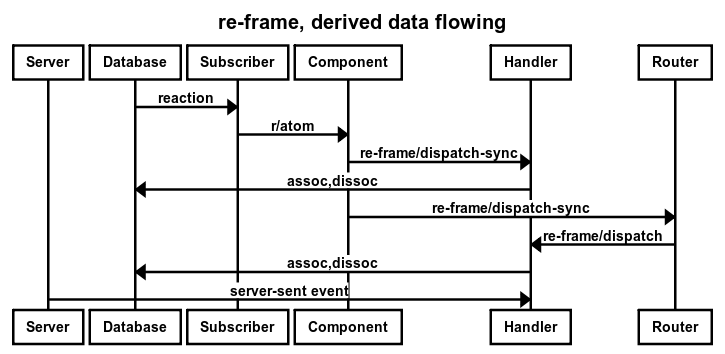 re-frame, derived data flowing
Server Database Subscriber Component Handler Router
reaction
r/atom
re-frame/dispatch-sync
assoc,dissoc
re-frame/dispatch-sync
re-frame/dispatch
assoc,dissoc
server-sent event
Server Database Subscriber Component Handler Router